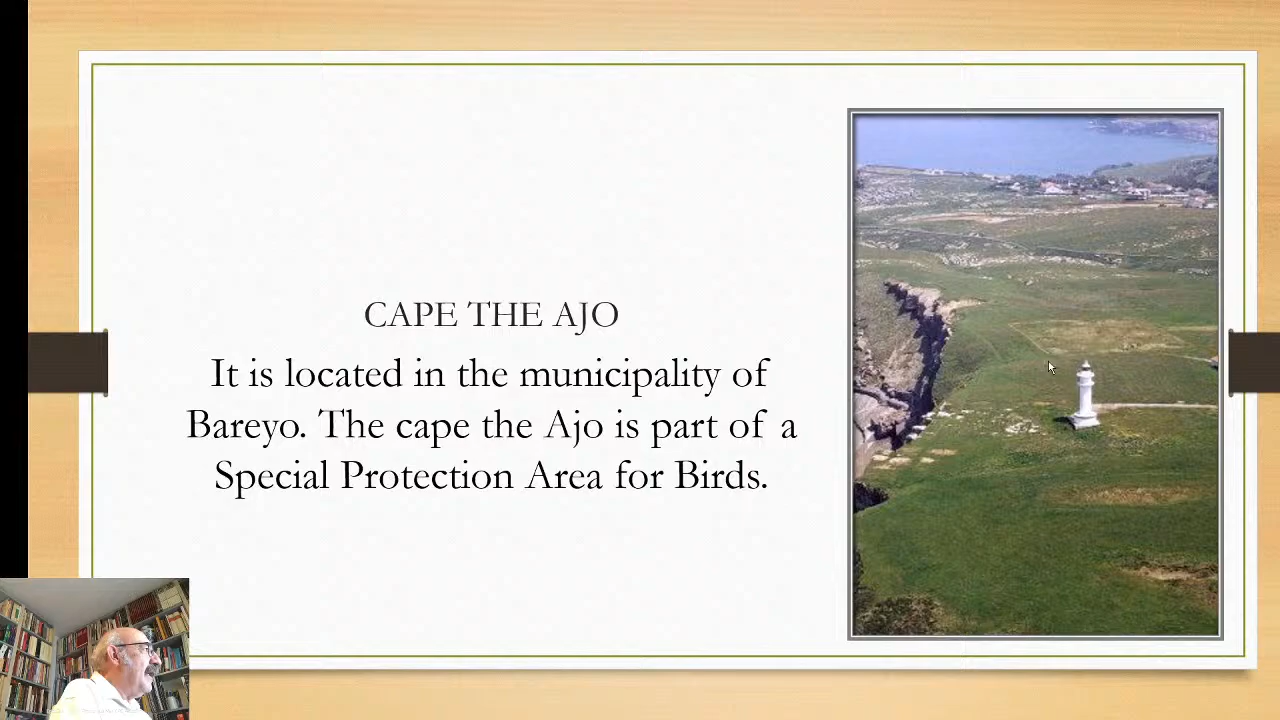 CAPE THE AJO
It is located in the municipality of
Bareyo. The cape the Ajo is part of a
Special Protection Area for Birds.